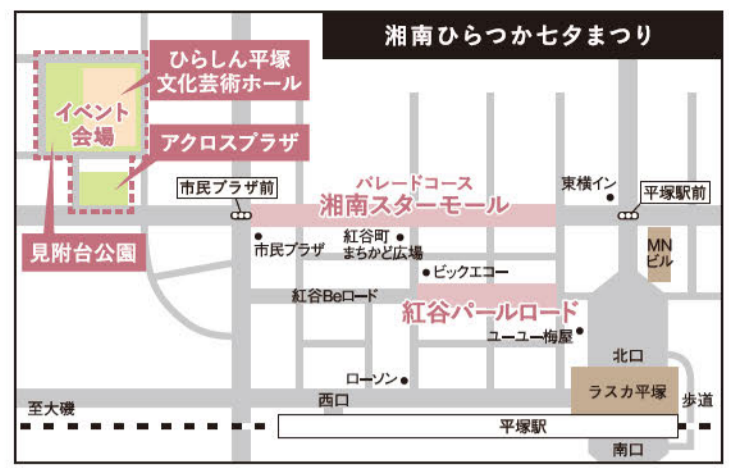 湘南ひらつか七夕まつり
ひらしん平塚
文化芸術ホール
イベント
会場
アクロスプラザ
見附台公園
市民プラザ前
パレードコース
湘南スターモール
東横イン
平塚駅前
市民プラザ
紅谷町
まちかど広場
MN
ビル
ビックエコー
紅谷Beロード
紅谷パールロード
ユーユー梅屋
北口
ローソン
ラスカ平塚
西口
歩道
至大磯
平塚駅
南口